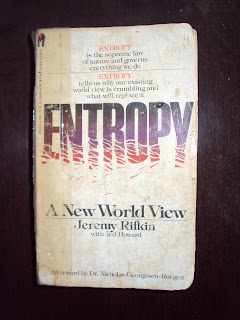 ENTROPY
is the supreme law
of nature and governs
everything we do
ENTROPY
tells us why our existing
world view is crumbling and
what will replace it
ENTROPY
A New World View
Jeremy Rifkin
with Ted Howard
Afterword by Dr. Nicholas Georgescu-Roegen